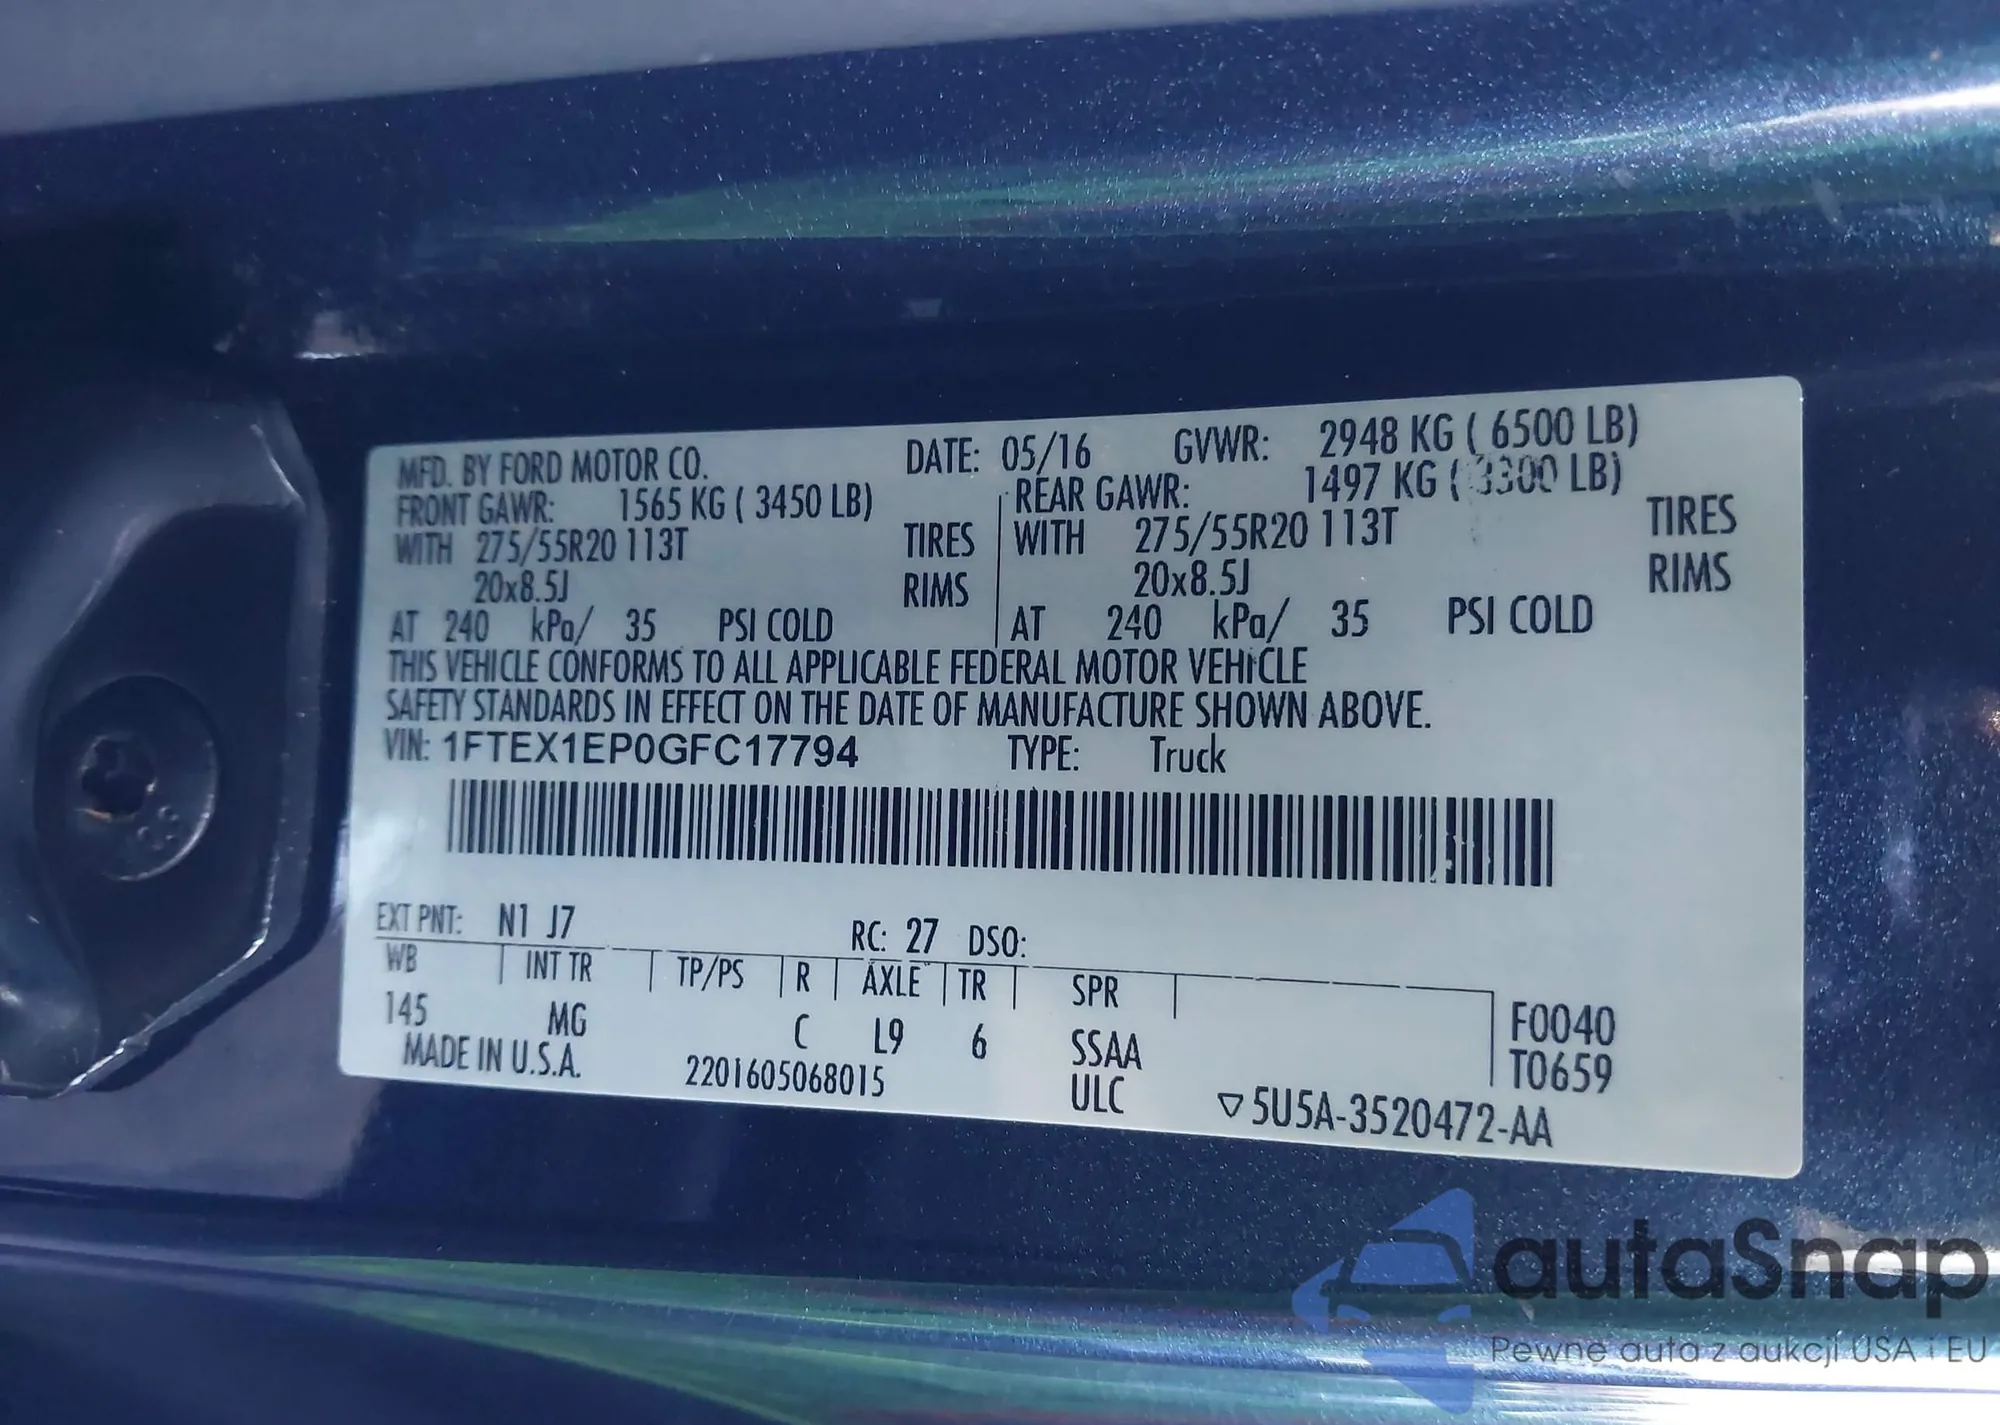 MFD. BY FORD MOTOR CO. DATE: 05/16 GVWR: 2948 KG ( 6500 LB)
FRONT GAWR: 1565 KG ( 3450 LB) REAR GAWR: 1497 KG ( 3300 LB)
WITH 275/55R20 113T TIRES WITH 275/55R20 113T TIRES
20x8.5J RIMS 20x8.5J RIMS
AT 240 kPa/ 35 PSI COLD AT 240 kPa/ 35 PSI COLD
THIS VEHICLE CONFORMS TO ALL APPLICABLE FEDERAL MOTOR VEHICLE
SAFETY STANDARDS IN EFFECT ON THE DATE OF MANUFACTURE SHOWN ABOVE.
VIN: 1FTEX1EP0GFC17794 TYPE: Truck
EXT PNT: N1 J7 RC: 27 DSO:
WB INT TR TP/PS R AXLE TR SPR
145 MG C L9 6 SSAA F0040
MADE IN U.S.A. 2201605068015 ULC T0659
▽5U5A-3520472-AA
68
autaSnap
Pewne auta z aukcji USA i EU